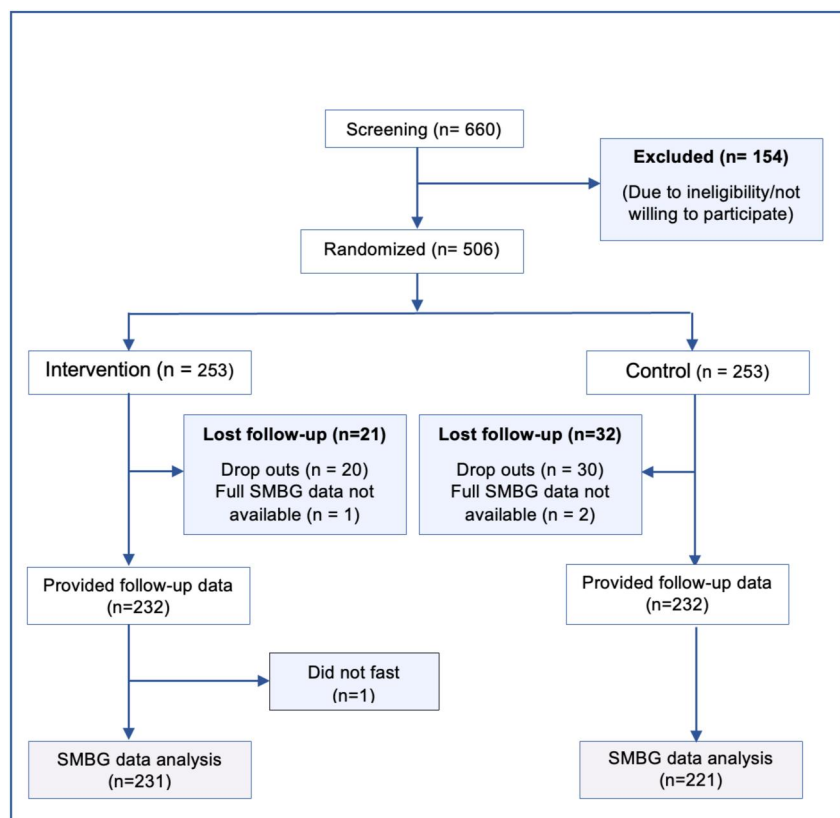 Screening (n= 660)
Excluded (n= 154)
(Due to ineligibility/not
willing to participate)
Randomized (n= 506)
Intervention (n = 253)
Control (n = 253)
Lost follow-up (n=21)
Drop outs (n = 20)
Full SMBG data not
available (n = 1)
Lost follow-up (n=32)
Drop outs (n = 30)
Full SMBG data not
available (n = 2)
Provided follow-up data
(n=232)
Provided follow-up data
(n=232)
Did not fast
(n=1)
SMBG data analysis
(n=231)
SMBG data analysis
(n=221)